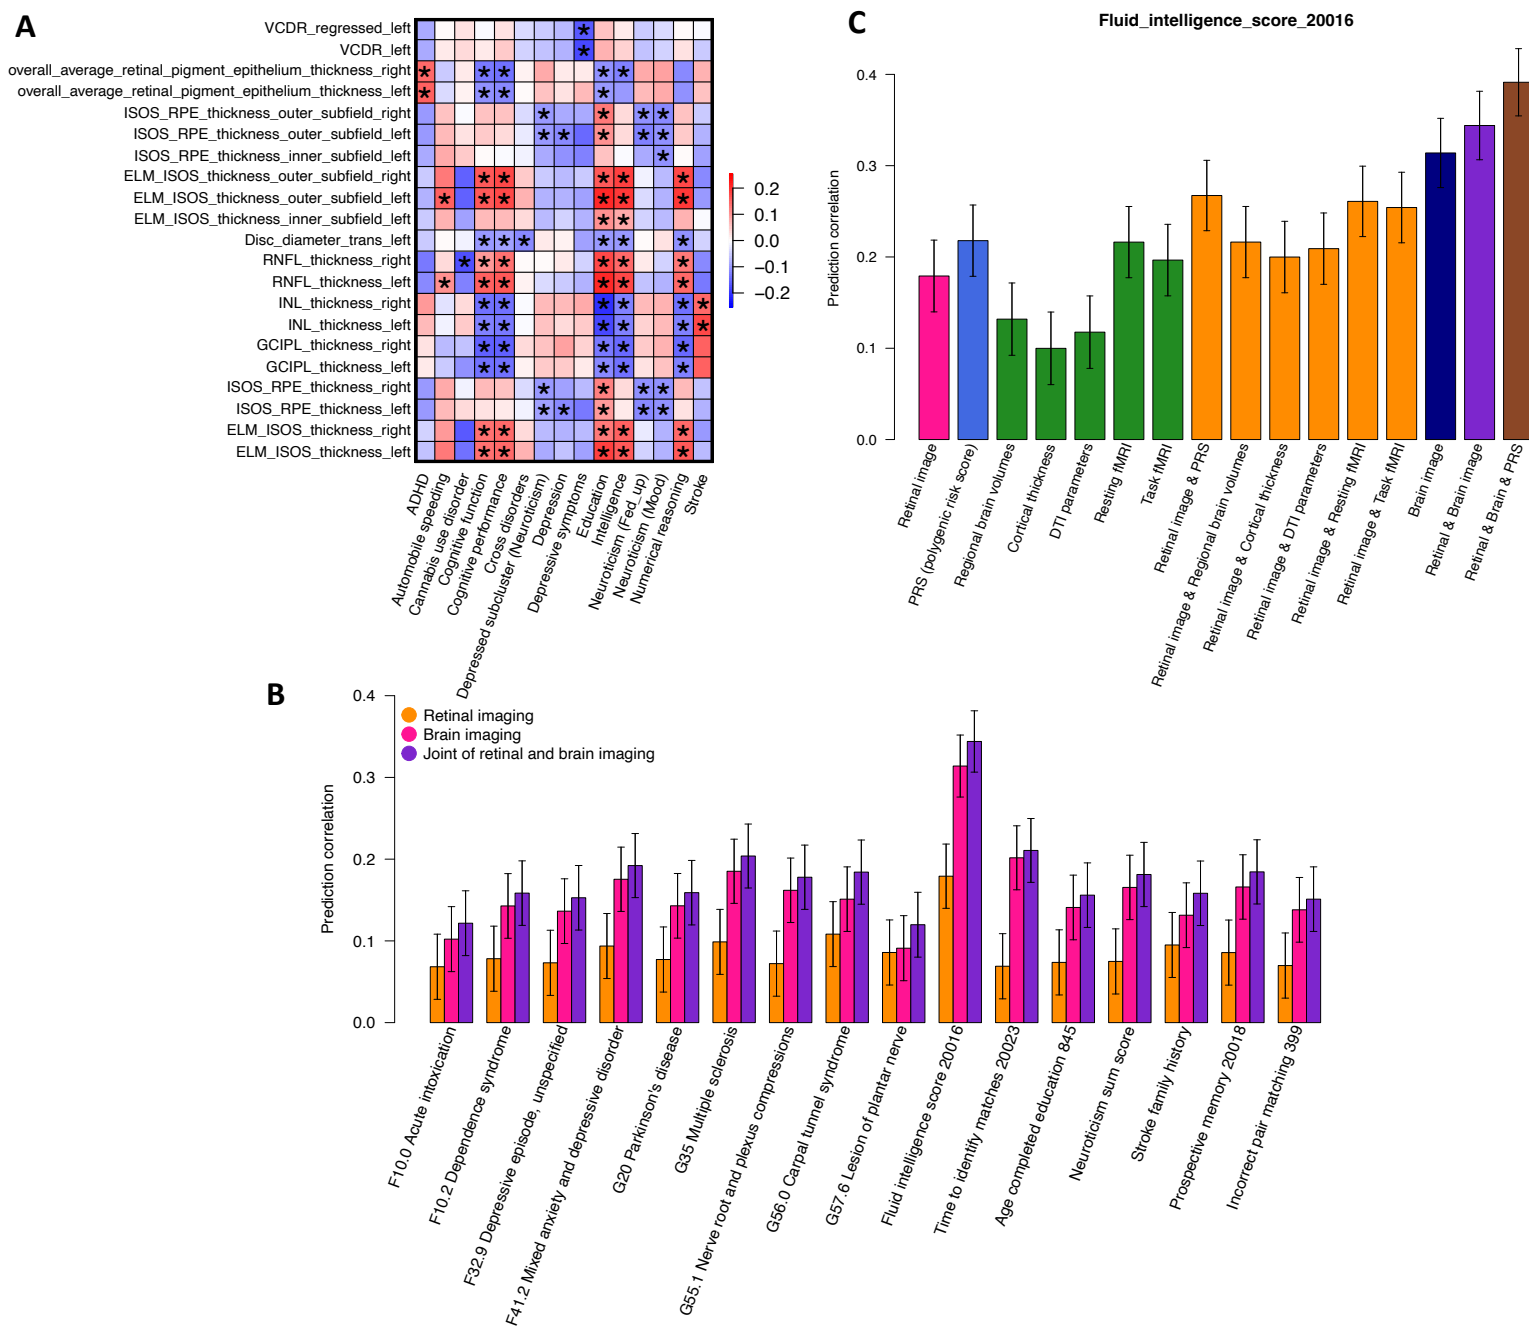 A
VCDR_regressed_left
VCDR_left
overall_average_retinal_pigment_epithelium_thickness_right
overall_average_retinal_pigment_epithelium_thickness_left
ISOS_RPE_thickness_outer_subfield_right
ISOS_RPE_thickness_outer_subfield_left
ISOS_RPE_thickness_inner_subfield_left
ELM_ISOS_thickness_outer_subfield_right
ELM_ISOS_thickness_outer_subfield_left
ELM_ISOS_thickness_inner_subfield_left
Disc_diameter_trans_left
RNFL_thickness_right
RNFL_thickness_left
INL_thickness_right
INL_thickness_left
GCIPL_thickness_right
GCIPL_thickness_left
ISOS_RPE_thickness_right
ISOS_RPE_thickness_left
ELM_ISOS_thickness_right
ELM_ISOS_thickness_left
ADHD
Automobile speeding
Cannabis use disorder
Cognitive function
Cognitive performance
Cross disorders
Depressed subcluster (Neuroticism)
Depression
Depressive symptoms
Education
Intelligence
Neuroticism (Fed_up)
Neuroticism (Mood)
Numerical reasoning
Stroke
0.2
0.1
0.0
−0.1
−0.2
C
Fluid_intelligence_score_20016
Prediction correlation
0.4
0.3
0.2
0.1
0.0
Retinal image
PRS (polygenic risk score)
Regional brain volumes
Cortical thickness
DTI parameters
Resting fMRI
Task fMRI
Retinal image & PRS
Retinal image & Regional brain volumes
Retinal image & Cortical thickness
Retinal image & DTI parameters
Retinal image & Resting fMRI
Retinal image & Task fMRI
Brain image
Retinal & Brain image
Retinal & Brain & PRS
B
Prediction correlation
0.4
0.3
0.2
0.1
0.0
Retinal imaging
Brain imaging
Joint of retinal and brain imaging
F10.0 Acute intoxication
F10.2 Dependence syndrome
F32.9 Depressive episode, unspecified
F41.2 Mixed anxiety and depressive disorder
G20 Parkinson's disease
G35 Multiple sclerosis
G55.1 Nerve root and plexus compressions
G56.0 Carpal tunnel syndrome
G57.6 Lesion of plantar nerve
Fluid intelligence score 20016
Time to identify matches 20023
Age completed education 845
Neuroticism sum score
Stroke family history
Prospective memory 20018
Incorrect pair matching 399